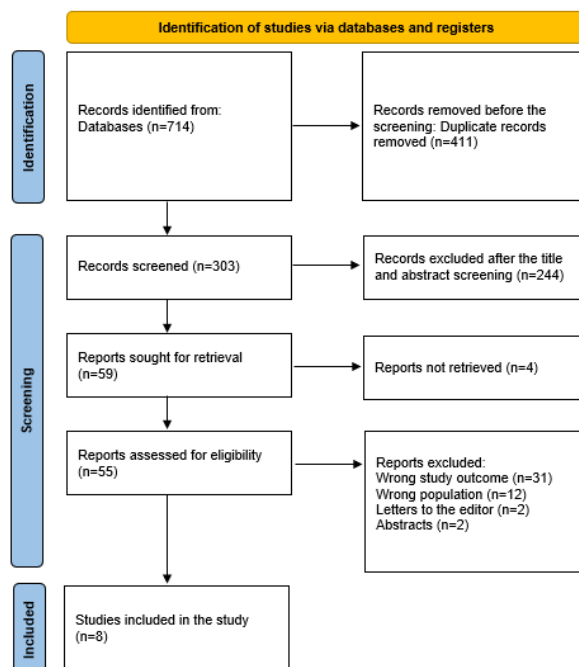 Identification of studies via databases and registers
Identification
Records identified from:
Databases (n=714)
Records removed before the
screening: Duplicate records
removed (n=411)
Screening
Records screened (n=303)
Records excluded after the title
and abstract screening (n=244)
Reports sought for retrieval
(n=59)
Reports not retrieved (n=4)
Reports assessed for eligibility
(n=55)
Reports excluded:
Wrong study outcome (n=31)
Wrong population (n=12)
Letters to the editor (n=2)
Abstracts (n=2)
Included
Studies included in the study
(n=8)